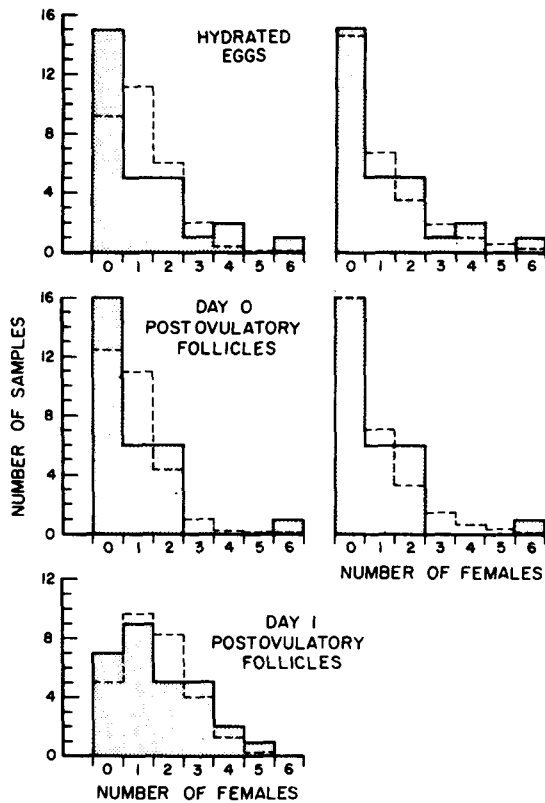 HYDRATED
EGGS
16
12
8
4
0
0 1 2 3 4 5 6
0 1 2 3 4 5 6
NUMBER OF SAMPLES
DAY 0
POSTOVULATORY
FOLLICLES
16
12
8
4
0
0 1 2 3 4 5 6
0 1 2 3 4 5 6
NUMBER OF FEMALES
DAY 1
POSTOVULATORY
FOLLICLES
12
8
4
0
0 1 2 3 4 5 6
NUMBER OF FEMALES